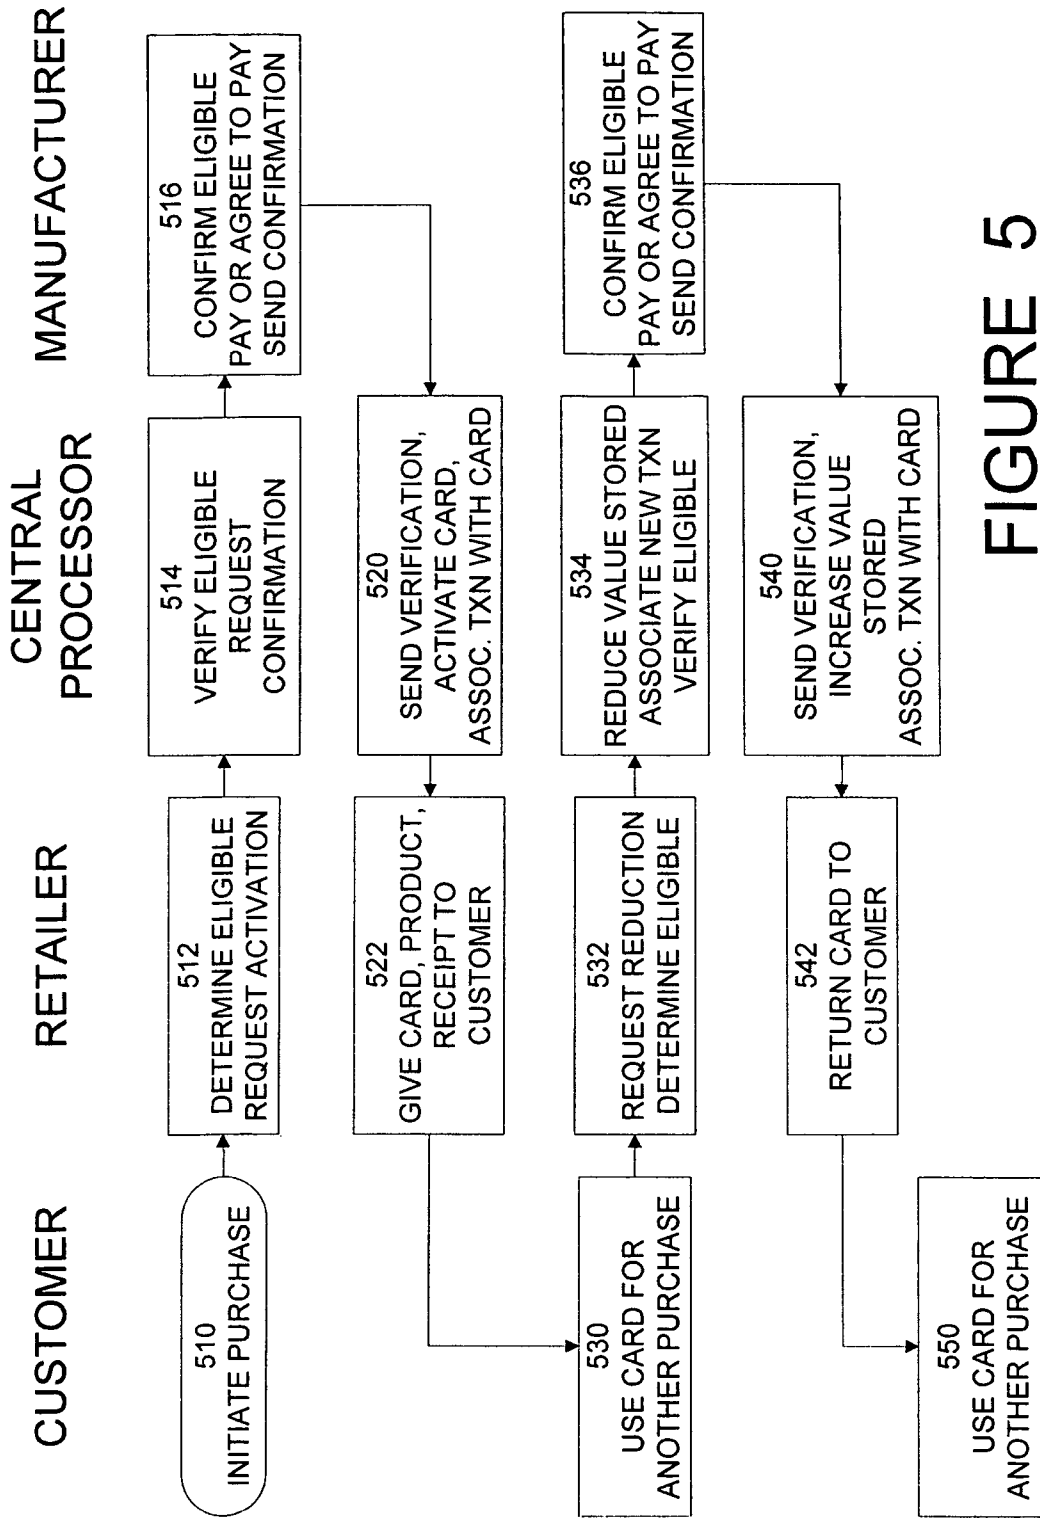 CUSTOMER
RETAILER
CENTRAL
PROCESSOR
MANUFACTURER
510
INITIATE PURCHASE
512
DETERMINE ELIGIBLE
REQUEST ACTIVATION
514
VERIFY ELIGIBLE
REQUEST
CONFIRMATION
516
CONFIRM ELIGIBLE
PAY OR AGREE TO PAY
SEND CONFIRMATION
520
SEND VERIFICATION,
ACTIVATE CARD,
ASSOC. TXN WITH CARD
522
GIVE CARD, PRODUCT,
RECEIPT TO
CUSTOMER
530
USE CARD FOR
ANOTHER PURCHASE
532
REQUEST REDUCTION
DETERMINE ELIGIBLE
534
REDUCE VALUE STORED
ASSOCIATE NEW TXN
VERIFY ELIGIBLE
536
CONFIRM ELIGIBLE
PAY OR AGREE TO PAY
SEND CONFIRMATION
540
SEND VERIFICATION,
INCREASE VALUE
STORED
ASSOC. TXN WITH CARD
542
RETURN CARD TO
CUSTOMER
550
USE CARD FOR
ANOTHER PURCHASE
FIGURE 5